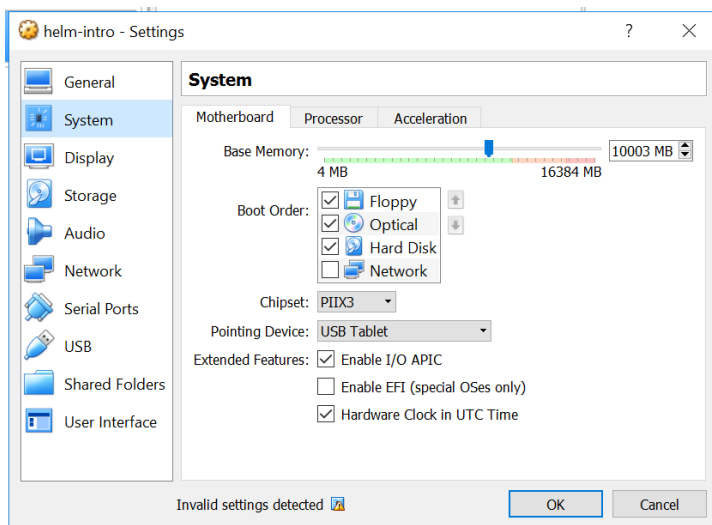 helm-intro - Settings
?
General
System
Display
Storage
Audio
Network
Serial Ports
USB
Shared Folders
User Interface
System
Motherboard Processor Acceleration
Base Memory: 10003 MB
4 MB 16384 MB
Boot Order:
Floppy
Optical
Hard Disk
Network
Chipset: PIIX3
Pointing Device: USB Tablet
Extended Features: Enable I/O APIC
Enable EFI (special OSes only)
Hardware Clock in UTC Time
Invalid settings detected
OK Cancel